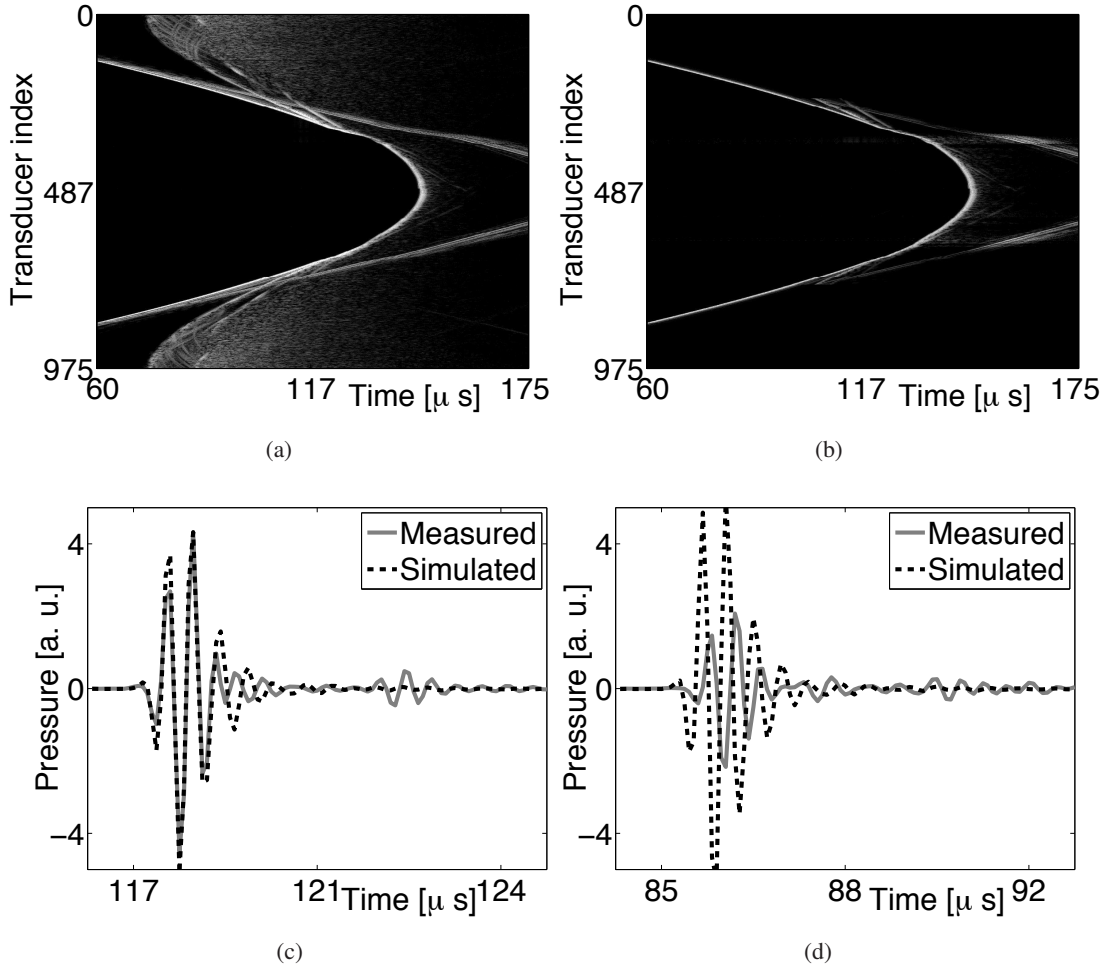 0
487
975
Transducer index
60
117
Time [μ s]
175
(a)
0
487
975
Transducer index
60
117
Time [μ s]
175
(b)
4
0
−4
Pressure [a. u.]
Measured
Simulated
117
121
Time [μ s]
124
(c)
4
0
−4
Pressure [a. u.]
Measured
Simulated
85
88
Time [μ s]
92
(d)